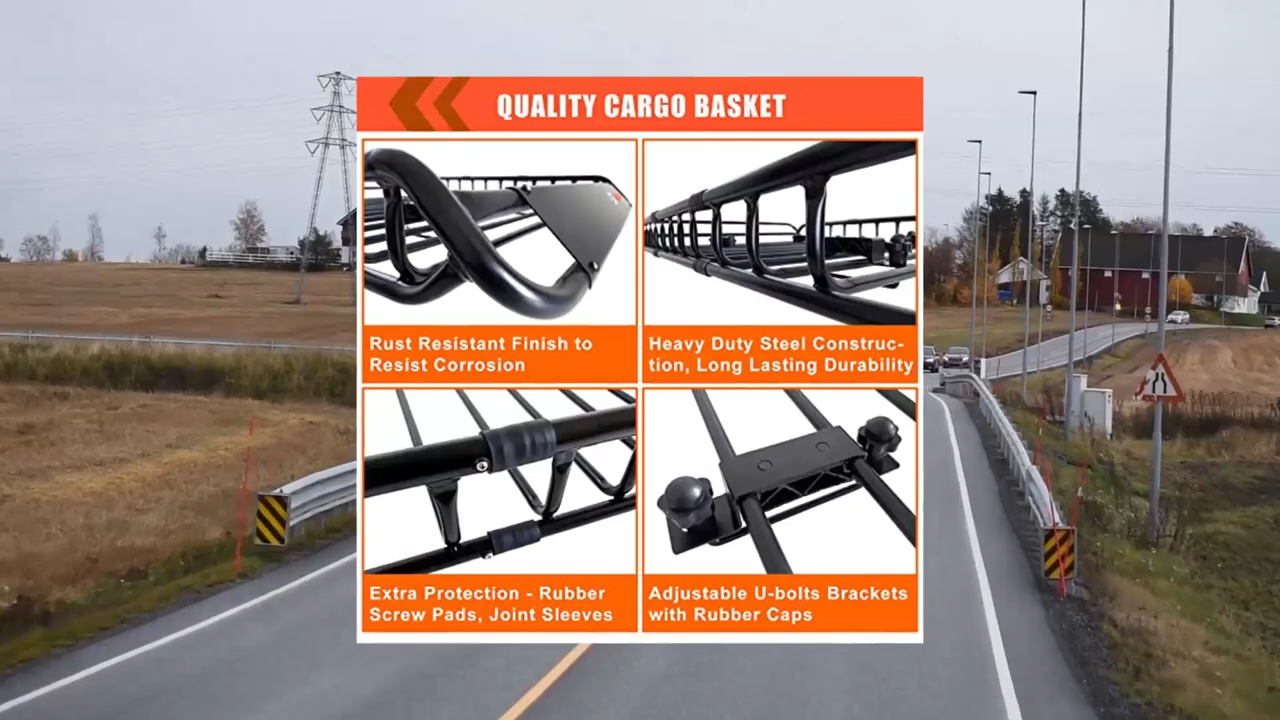 QUALITY CARGO BASKET
Rust Resistant Finish to
Resist Corrosion
Heavy Duty Steel Construc-
tion, Long Lasting Durability
Extra Protection - Rubber
Screw Pads, Joint Sleeves
Adjustable U-bolts Brackets
with Rubber Caps